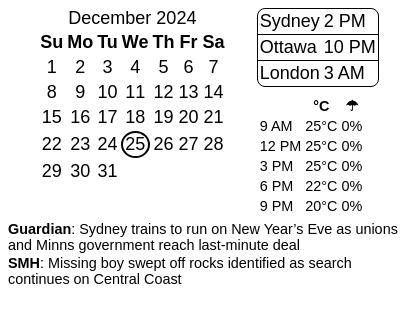 December 2024
Su Mo Tu We Th Fr Sa
1 2 3 4 5 6 7
8 9 10 11 12 13 14
15 16 17 18 19 20 21
22 23 24 25 26 27 28
29 30 31
Sydney 2 PM
Ottawa 10 PM
London 3 AM
°C ☂
9 AM 25°C 0%
12 PM 25°C 0%
3 PM 25°C 0%
6 PM 22°C 0%
9 PM 20°C 0%
Guardian: Sydney trains to run on New Year’s Eve as unions
and Minns government reach last-minute deal
SMH: Missing boy swept off rocks identified as search
continues on Central Coast